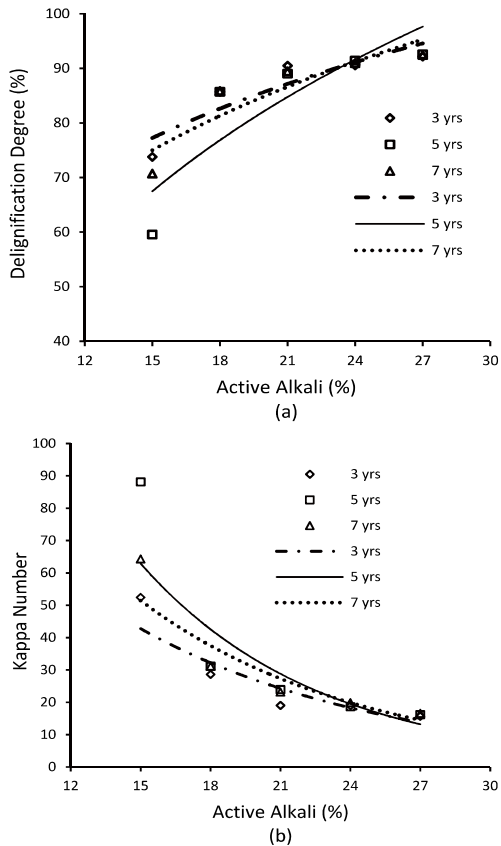 100
90
80
70
60
50
40
Delignification Degree (%)
3 yrs
5 yrs
7 yrs
3 yrs
5 yrs
7 yrs
12 15 18 21 24 27 30
Active Alkali (%)
(a)
100
90
80
70
60
50
40
30
20
10
0
Kappa Number
3 yrs
5 yrs
7 yrs
3 yrs
5 yrs
7 yrs
12 15 18 21 24 27 30
Active Alkali (%)
(b)